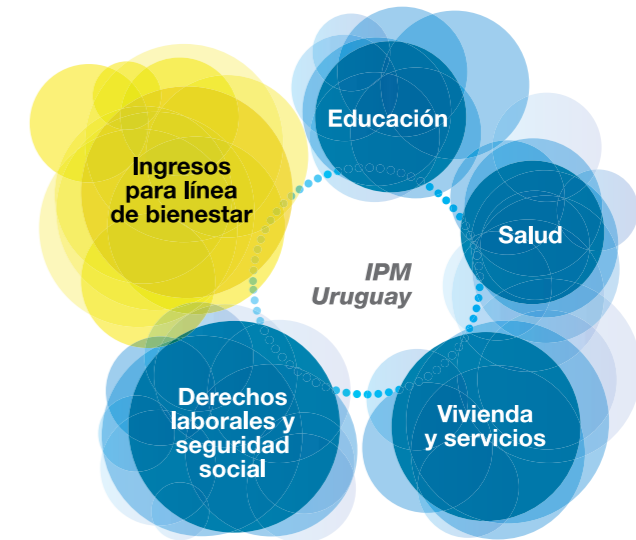 Educación
Ingresos
para línea
de bienestar
Salud
IPM
Uruguay
Derechos
laborales y
seguridad
social
Vivienda
y servicios